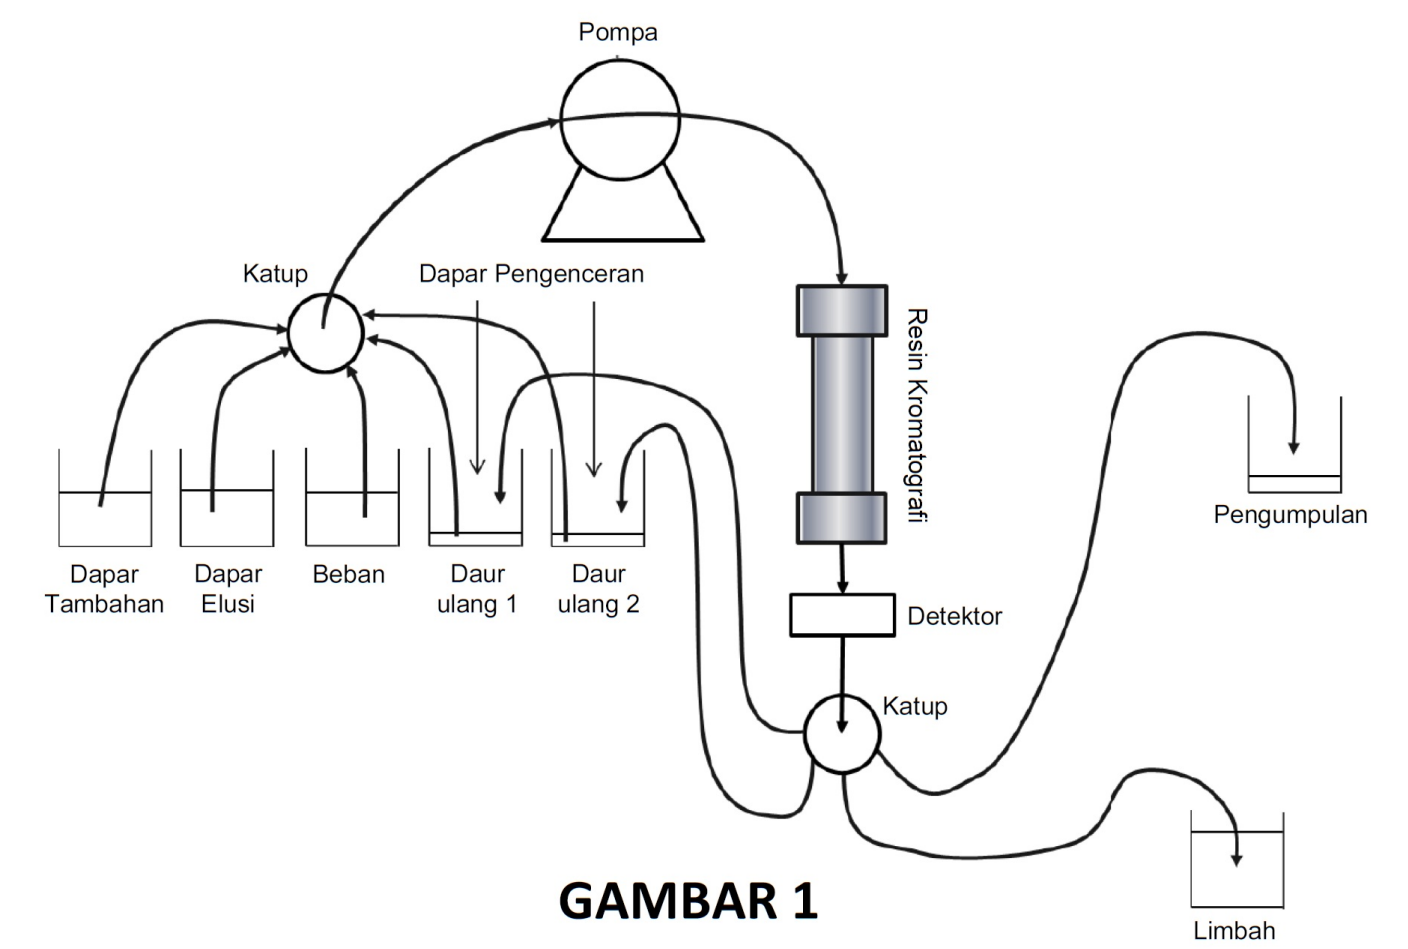 Pompa
Katup
Dapar Pengenceran
Resin Kromatografi
Dapar
Tambahan
Dapar
Elusi
Beban
Daur
ulang 1
Daur
ulang 2
Pengumpulan
Detektor
Katup
Limbah
GAMBAR 1